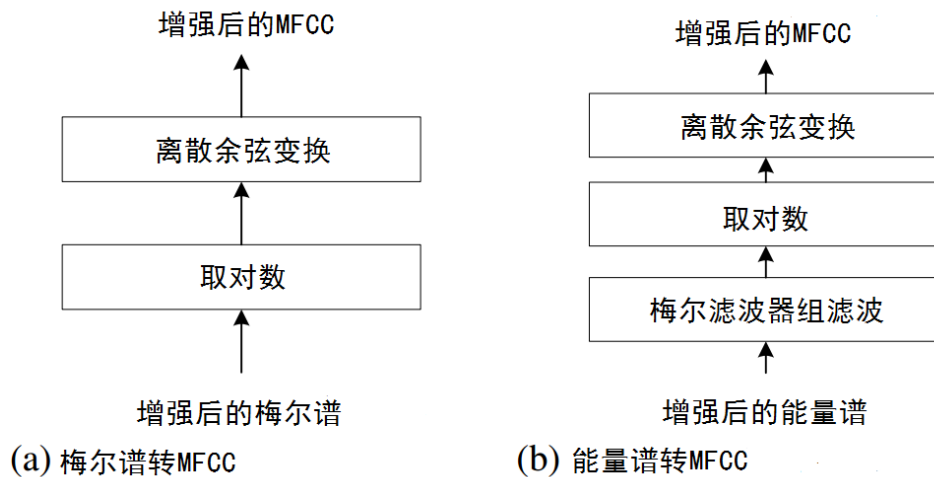 增强后的MFCC
离散余弦变换
取对数
增强后的梅尔谱
(a) 梅尔谱转MFCC
增强后的MFCC
离散余弦变换
取对数
梅尔滤波器组滤波
增强后的能量谱
(b) 能量谱转MFCC